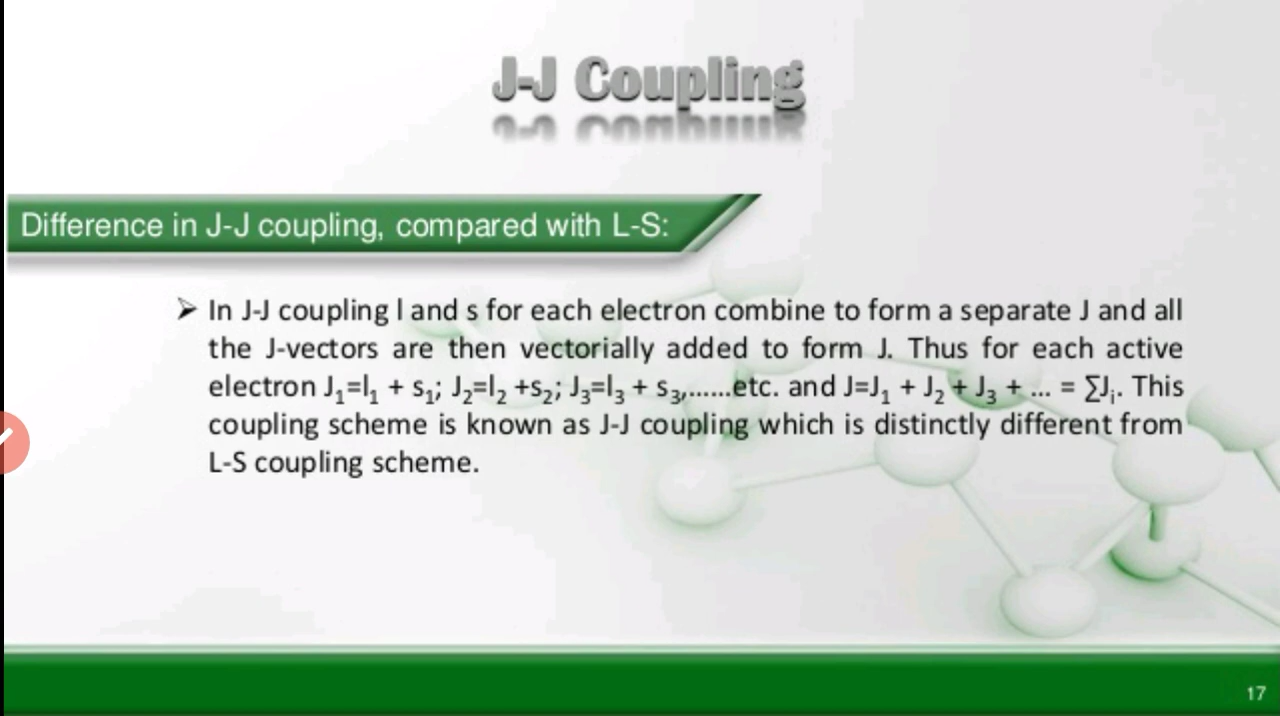 J-J Coupling
Difference in J-J coupling, compared with L-S:
➢ In J-J coupling l and s for each electron combine to form a separate J and all
the J-vectors are then vectorially added to form J. Thus for each active
electron J₁=l₁ + s₁; J₂=l₂ +s₂; J₃=l₃ + s₃,......etc. and J=J₁ + J₂ + J₃ + ... = ∑Jᵢ. This
coupling scheme is known as J-J coupling which is distinctly different from
L-S coupling scheme.
17